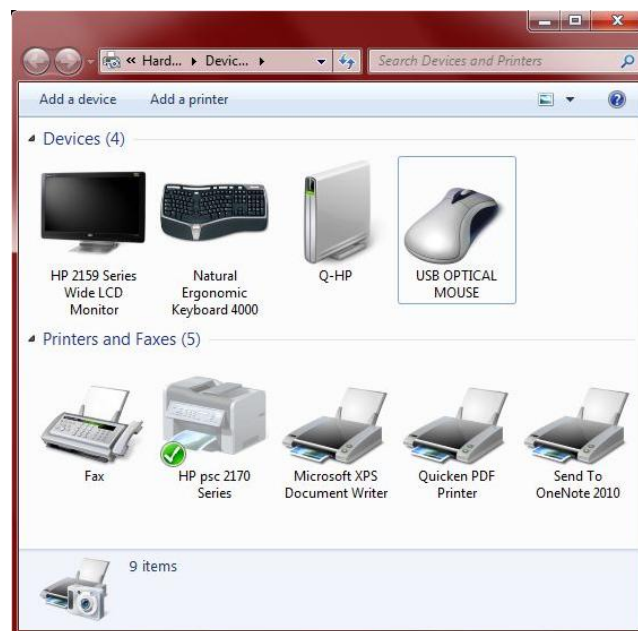 « Hard... ▸ Devic... ▸
Search Devices and Printers
Add a device Add a printer
Devices (4)
HP 2159 Series
Wide LCD
Monitor
Natural
Ergonomic
Keyboard 4000
Q-HP
USB OPTICAL
MOUSE
Printers and Faxes (5)
Fax
HP psc 2170
Series
Microsoft XPS
Document Writer
Quicken PDF
Printer
Send To
OneNote 2010
9 items